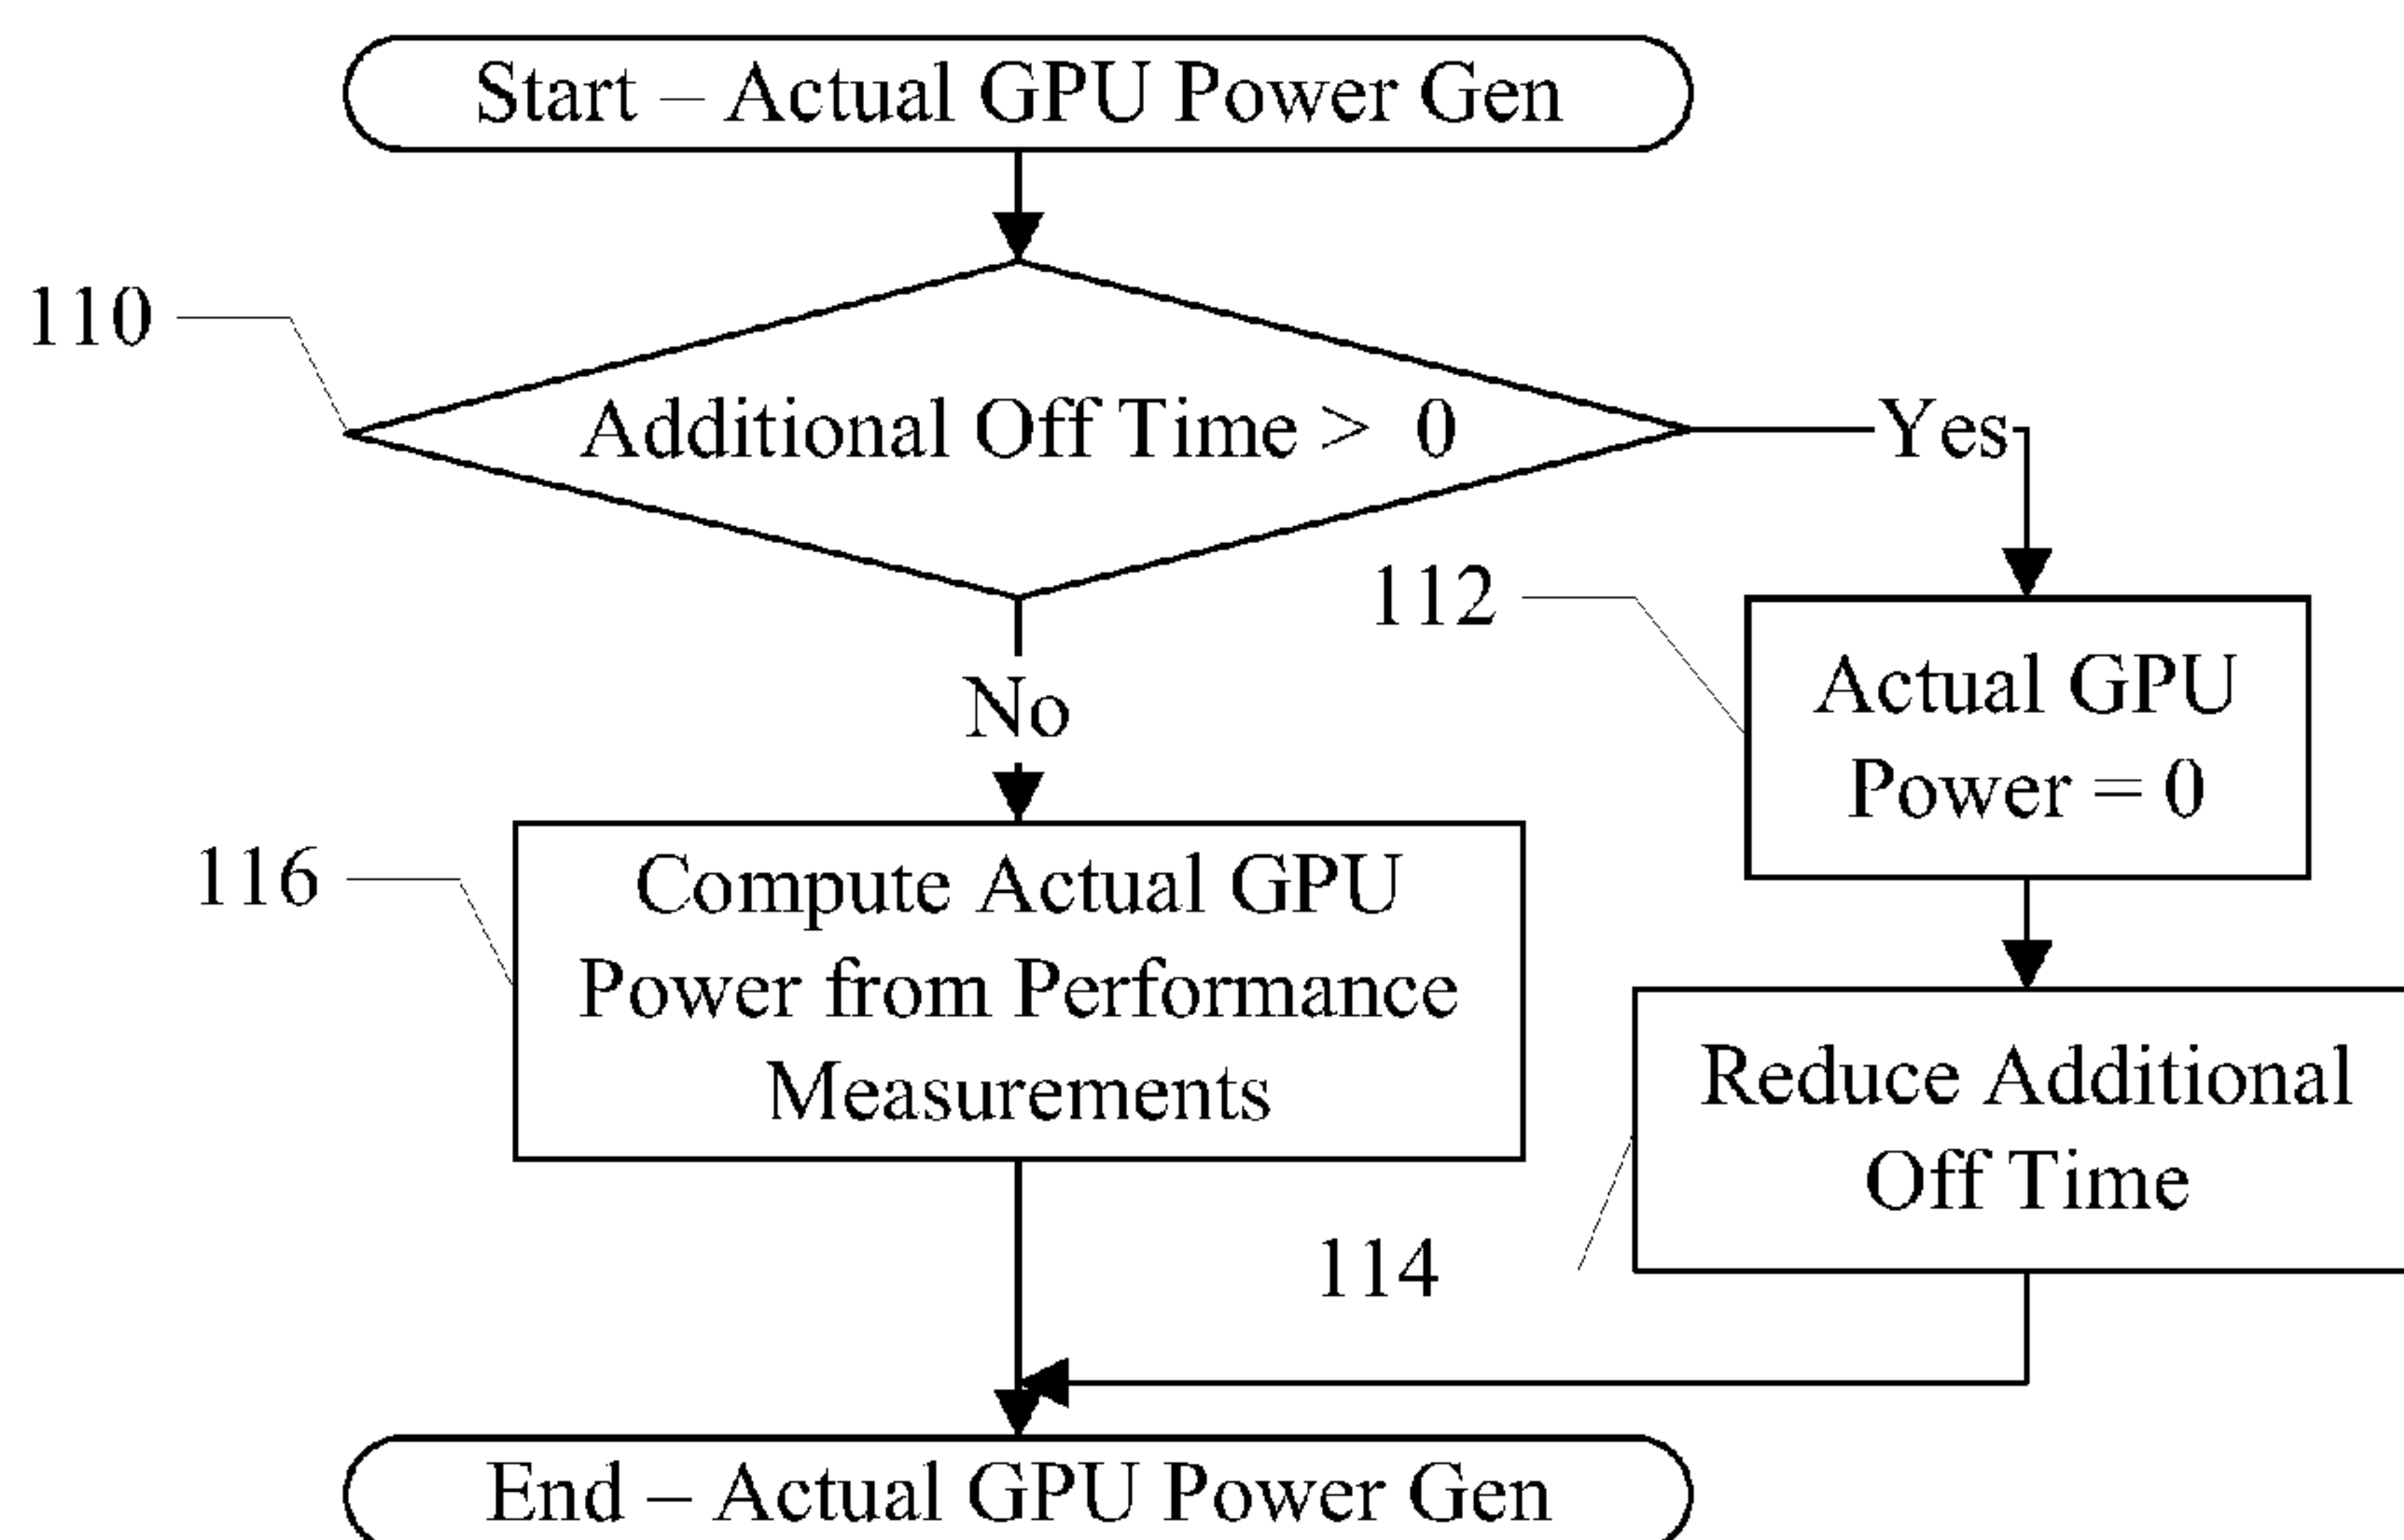 Start – Actual GPU Power Gen
110
Additional Off Time > 0
Yes
112
No
Actual GPU
Power = 0
116
Compute Actual GPU
Power from Performance
Measurements
Reduce Additional
Off Time
114
End – Actual GPU Power Gen